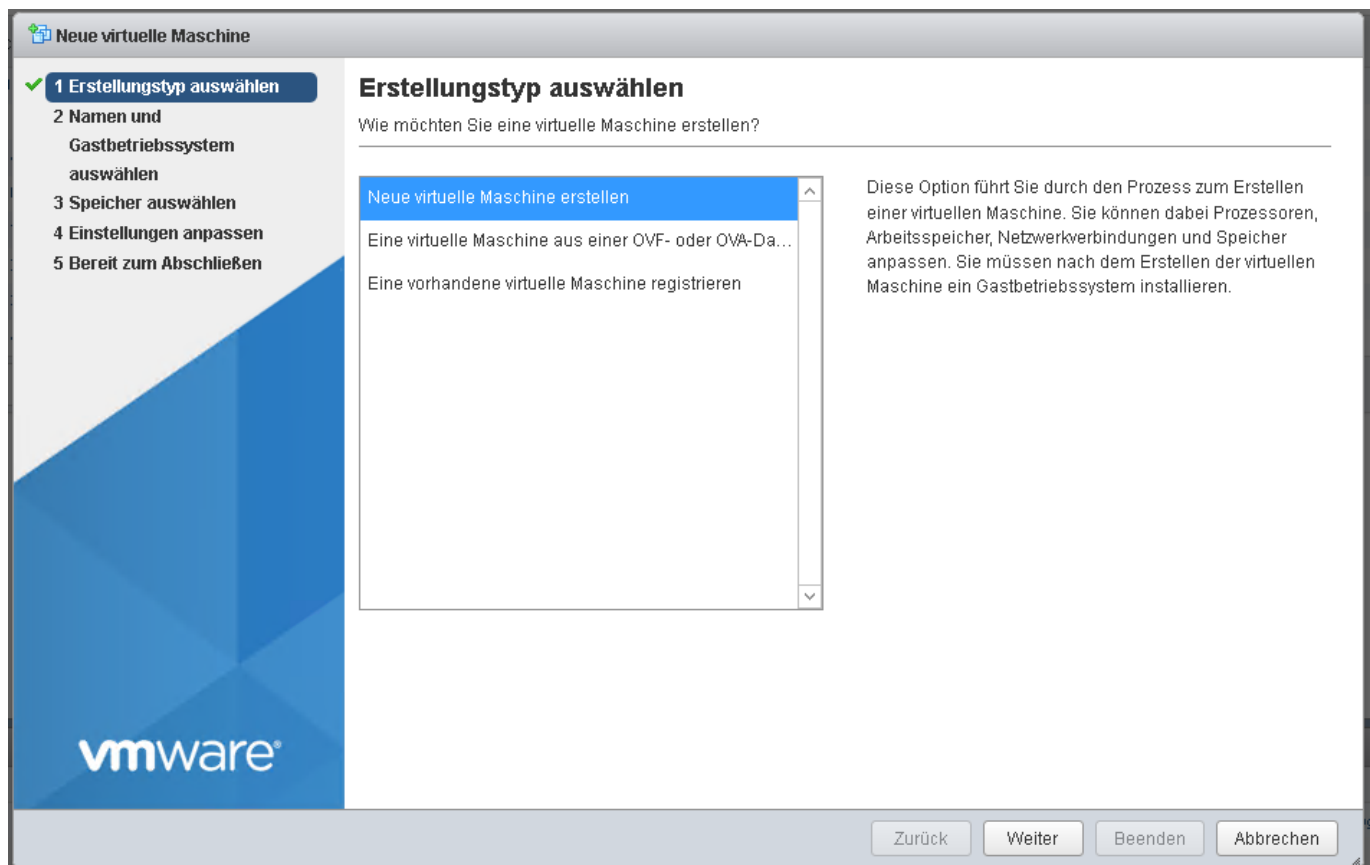 Neue virtuelle Maschine
1 Erstellungstyp auswählen
2 Namen und
Gastbetriebssystem
auswählen
3 Speicher auswählen
4 Einstellungen anpassen
5 Bereit zum Abschließen
Erstellungstyp auswählen
Wie möchten Sie eine virtuelle Maschine erstellen?
Neue virtuelle Maschine erstellen
Eine virtuelle Maschine aus einer OVF- oder OVA-Da...
Eine vorhandene virtuelle Maschine registrieren
Diese Option führt Sie durch den Prozess zum Erstellen
einer virtuellen Maschine. Sie können dabei Prozessoren,
Arbeitsspeicher, Netzwerkverbindungen und Speicher
anpassen. Sie müssen nach dem Erstellen der virtuellen
Maschine ein Gastbetriebssystem installieren.
vmware®
Zurück
Weiter
Beenden
Abbrechen